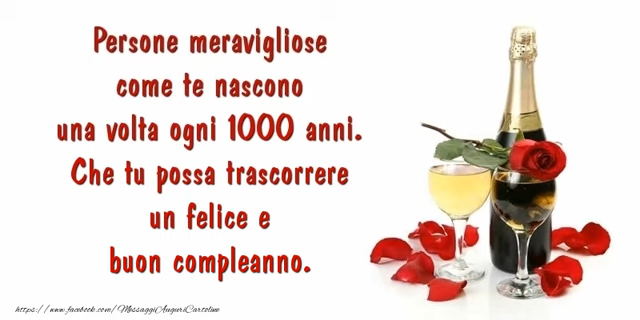 Persone meravigliose
come te nascono
una volta ogni 1000 anni.
Che tu possa trascorrere
un felice e
buon compleanno.
https://www.facebook.com/MessaggiAuguriCartoline